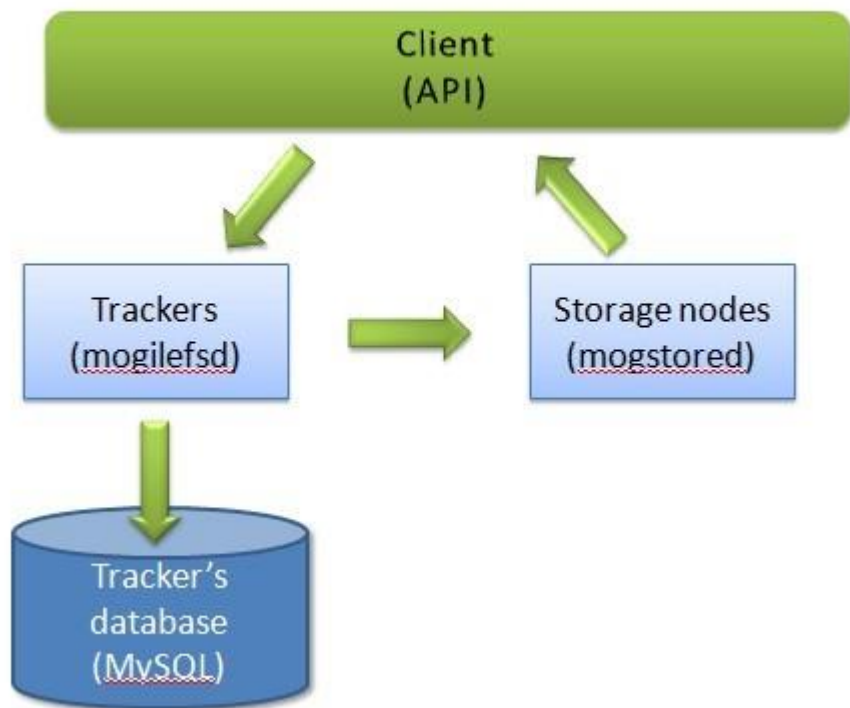 Client
(API)
Trackers
(mogilefsd)
Storage nodes
(mogstored)
Tracker's
database
(MySQL)